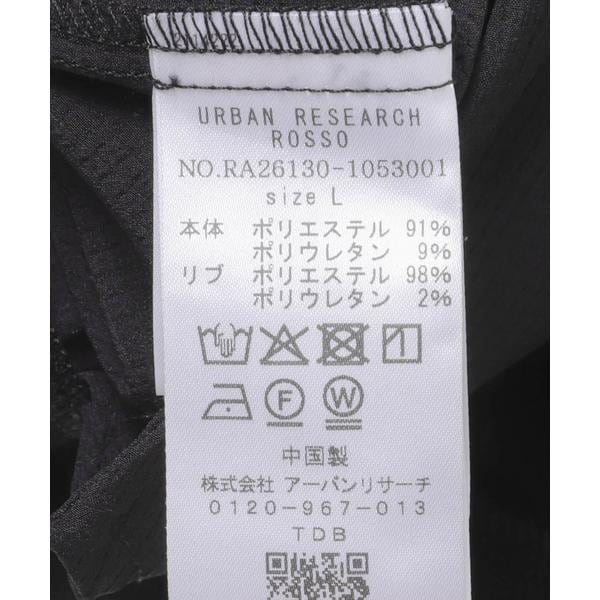 URBAN RESEARCH
ROSSO
NO.RA26130-1053001
size L
本体 ポリエステル 91%
ポリウレタン 9%
リブ ポリエステル 98%
ポリウレタン 2%
F W
中国製
株式会社 アーバンリサーチ
0120-967-013
TDB